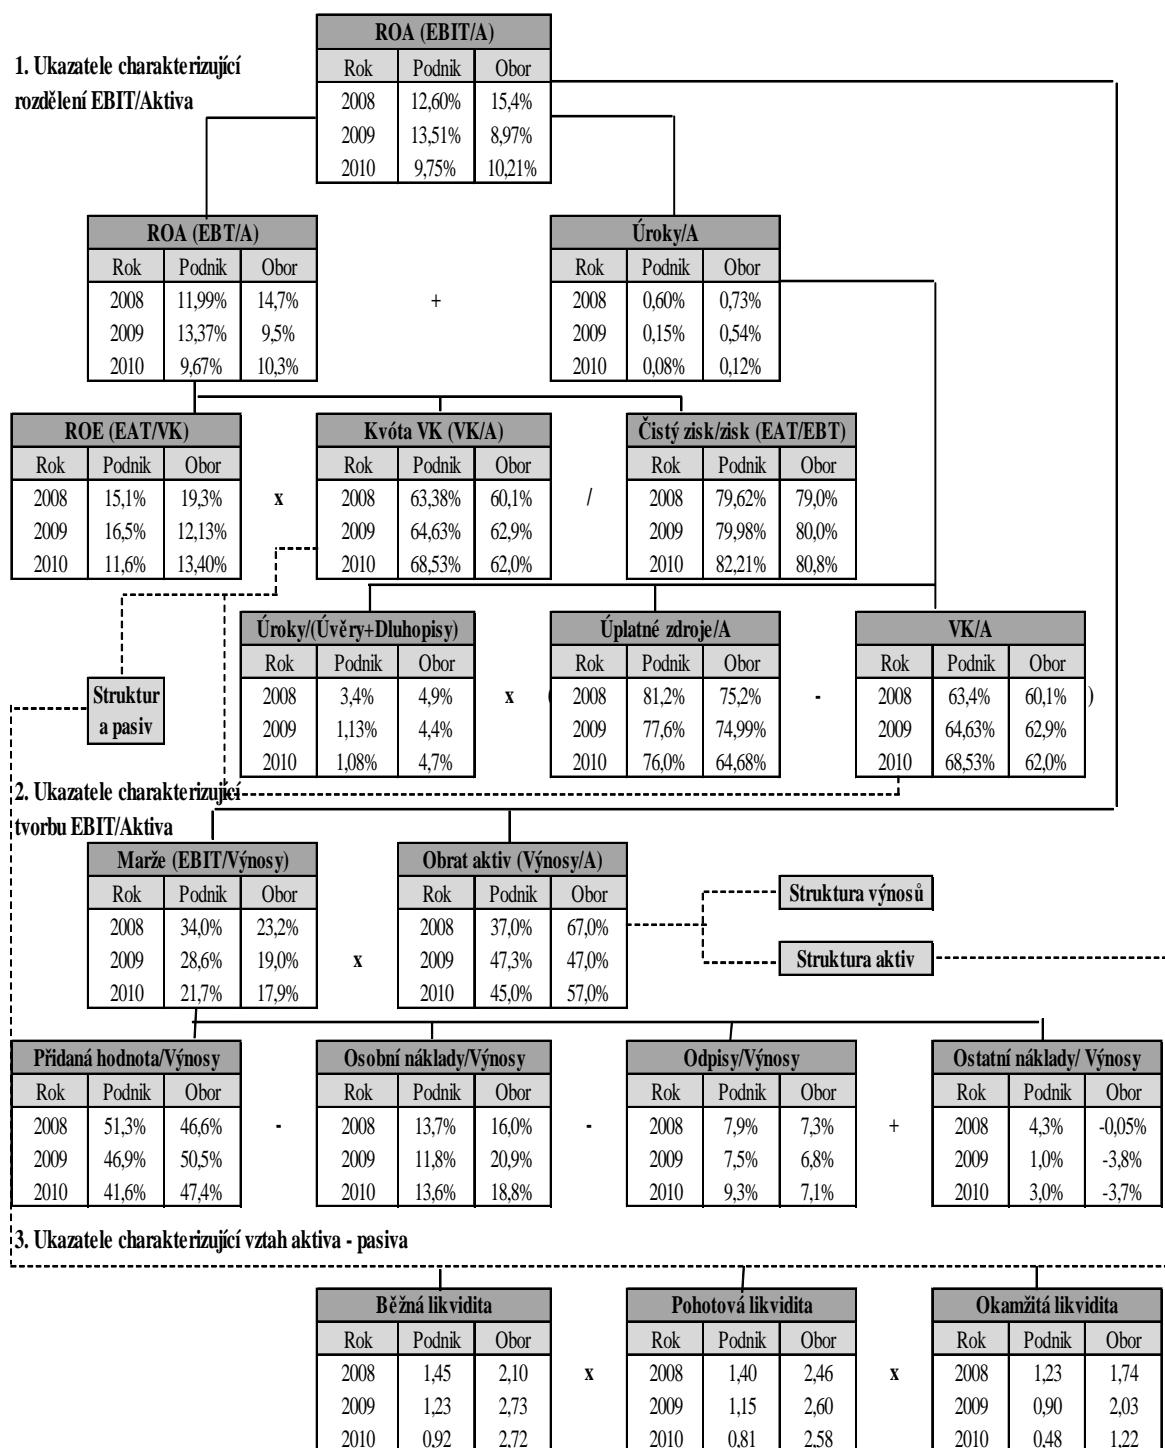 ROA (EBIT/A)
1. Ukazatele charakterizující
rozdělení EBIT/Aktiva
Rok Podnik Obor
2008 12,60% 15,4%
2009 13,51% 8,97%
2010 9,75% 10,21%
ROA (EBT/A) Úroky/A
Rok Podnik Obor Rok Podnik Obor
2008 11,99% 14,7% + 2008 0,60% 0,73%
2009 13,37% 9,5% 2009 0,15% 0,54%
2010 9,67% 10,3% 2010 0,08% 0,12%
ROE (EAT/VK) Kvóta VK (VK/A) Čistý zisk/zisk (EAT/EBT)
Rok Podnik Obor Rok Podnik Obor Rok Podnik Obor
2008 15,1% 19,3% x 2008 63,38% 60,1% / 2008 79,62% 79,0%
2009 16,5% 12,13% 2009 64,63% 62,9% 2009 79,98% 80,0%
2010 11,6% 13,40% 2010 68,53% 62,0% 2010 82,21% 80,8%
Úroky/(Úvěry+Dluhopisy) Úplatné zdroje/A VK/A
Rok Podnik Obor Rok Podnik Obor Rok Podnik Obor
Struktur
a pasiv
2008 3,4% 4,9% x ( 2008 81,2% 75,2% - 2008 63,4% 60,1% )
2009 1,13% 4,4% 2009 77,6% 74,99% 2009 64,63% 62,9%
2010 1,08% 4,7% 2010 76,0% 64,68% 2010 68,53% 62,0%
2. Ukazatele charakterizující
tvorbu EBIT/Aktiva
Marže (EBIT/Výnosy) Obrat aktiv (Výnosy/A)
Rok Podnik Obor Rok Podnik Obor Struktura výnosů
2008 34,0% 23,2% 2008 37,0% 67,0%
2009 28,6% 19,0% x 2009 47,3% 47,0% Struktura aktiv
2010 21,7% 17,9% 2010 45,0% 57,0%
Přidaná hodnota/Výnosy Osobní náklady/Výnosy Odpisy/Výnosy Ostatní náklady/ Výnosy
Rok Podnik Obor Rok Podnik Obor Rok Podnik Obor Rok Podnik Obor
2008 51,3% 46,6% - 2008 13,7% 16,0% - 2008 7,9% 7,3% + 2008 4,3% -0,05%
2009 46,9% 50,5% 2009 11,8% 20,9% 2009 7,5% 6,8% 2009 1,0% -3,8%
2010 41,6% 47,4% 2010 13,6% 18,8% 2010 9,3% 7,1% 2010 3,0% -3,7%
3. Ukazatele charakterizující vztah aktiva - pasiva
Běžná likvidita Pohotová likvidita Okamžitá likvidita
Rok Podnik Obor Rok Podnik Obor Rok Podnik Obor
2008 1,45 2,10 x 2008 1,40 2,46 x 2008 1,23 1,74
2009 1,23 2,73 2009 1,15 2,60 2009 0,90 2,03
2010 0,92 2,72 2010 0,81 2,58 2010 0,48 1,22